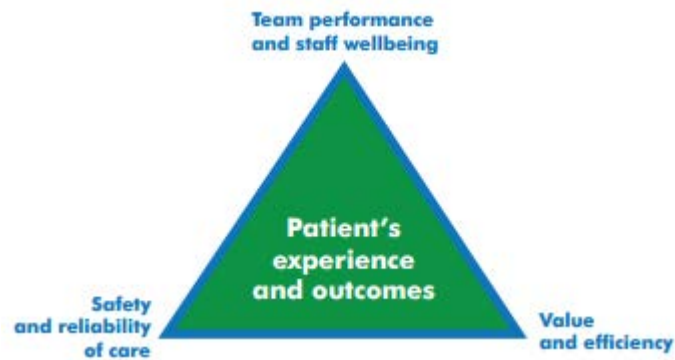 Team performance
and staff wellbeing
Patient's
experience
and outcomes
Safety
and reliability
of care
Value
and efficiency